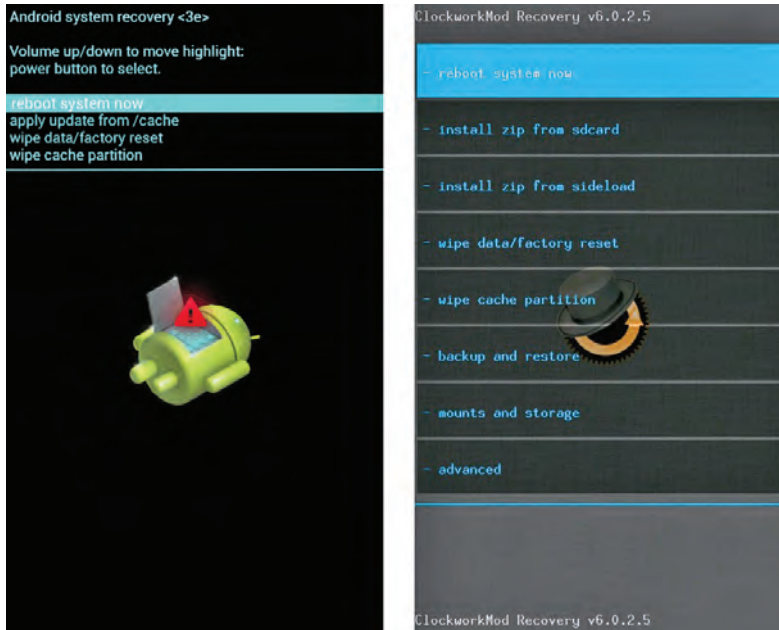 Android system recovery <3e>
Volume up/down to move highlight:
power button to select.
reboot system now
apply update from /cache
wipe data/factory reset
wipe cache partition
ClockworkMod Recovery v6.0.2.5
- reboot system now
- install zip from sdcard
- install zip from sideload
- wipe data/factory reset
- wipe cache partition
- backup and restore
- mounts and storage
- advanced
ClockworkMod Recovery v6.0.2.5